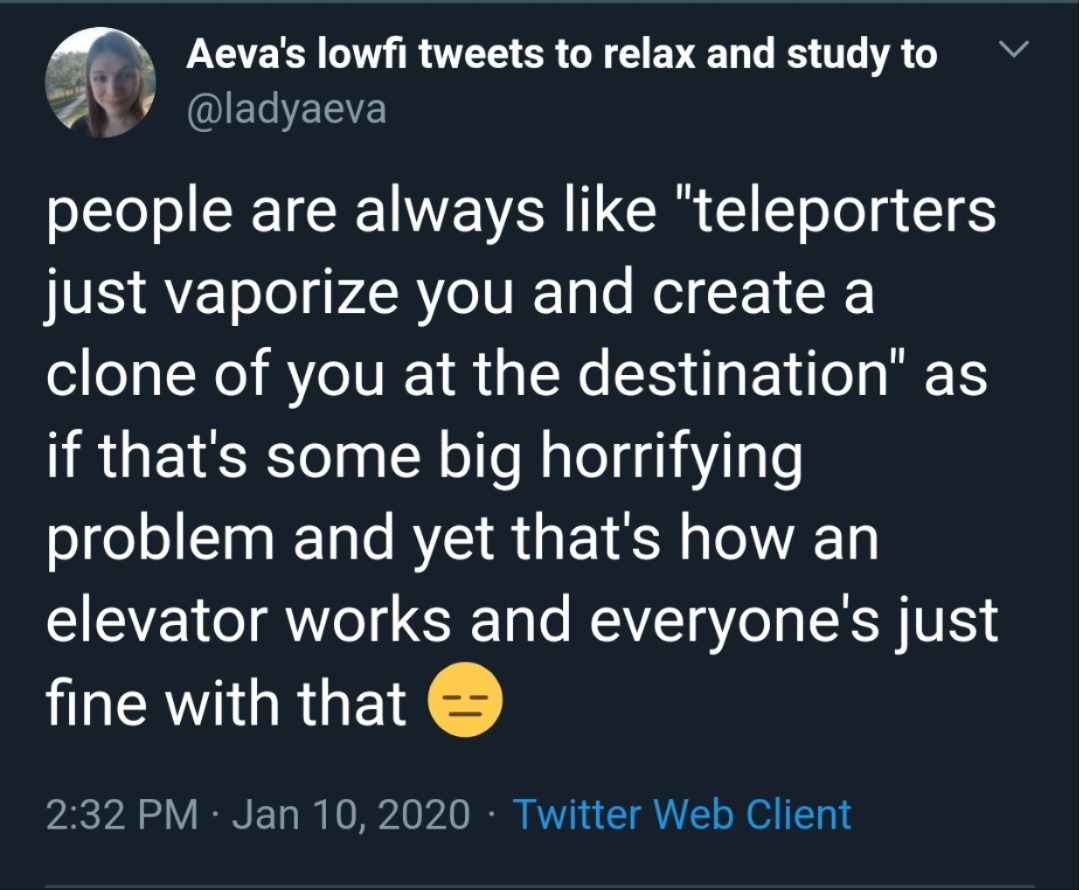 Aeva's lowfi tweets to relax and study to
@ladyaeva
people are always like "teleporters
just vaporize you and create a
clone of you at the destination" as
if that's some big horrifying
problem and yet that's how an
elevator works and everyone's just
fine with that 😑
2:32 PM · Jan 10, 2020 · Twitter Web Client